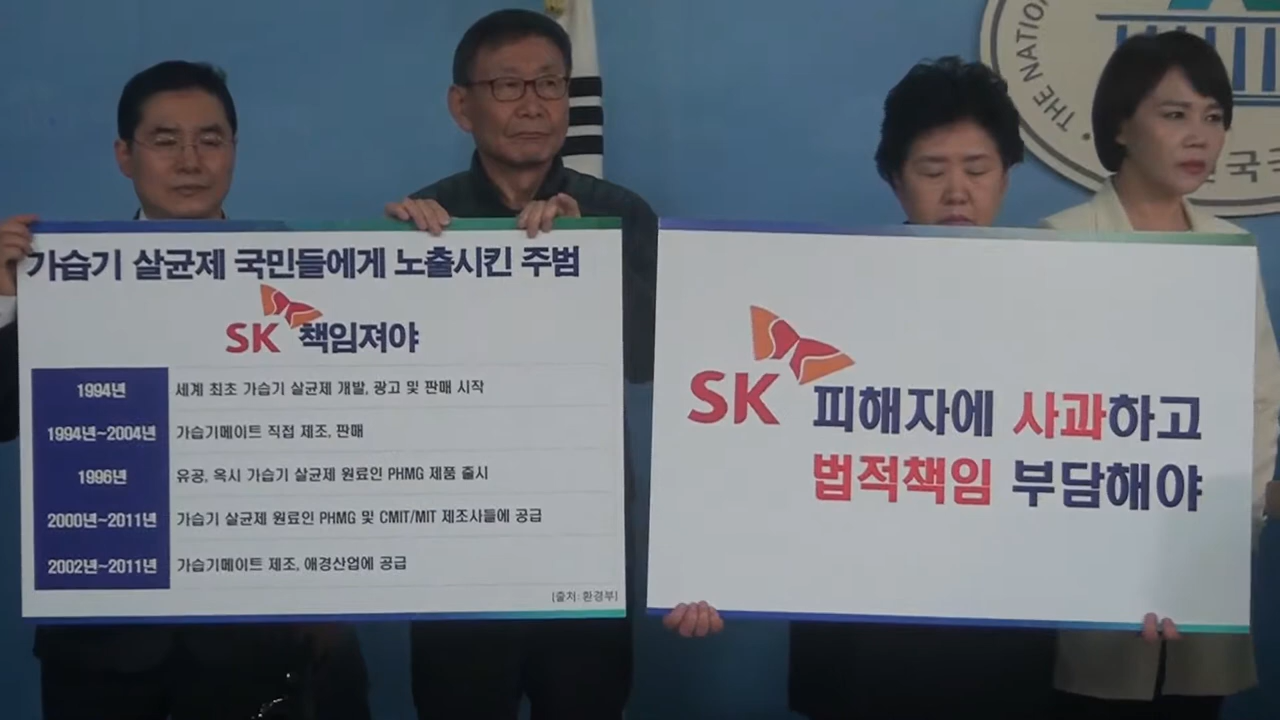 가습기 살균제 국민들에게 노출시킨 주범
SK 책임져야
1994년 세계 최초 가습기 살균제 개발, 광고 및 판매 시작
1994년~2004년 가습기메이트 직접 제조, 판매
1996년 유공, 옥시 가습기 살균제 원료인 PHMG 제품 출시
2000년~2011년 가습기 살균제 원료인 PHMG 및 CMIT/MIT 제조사들에 공급
2002년~2011년 가습기메이트 제조, 애경산업에 공급
[출처: 환경부]
SK 피해자에 사과하고
법적책임 부담해야
THE NATIO
국국